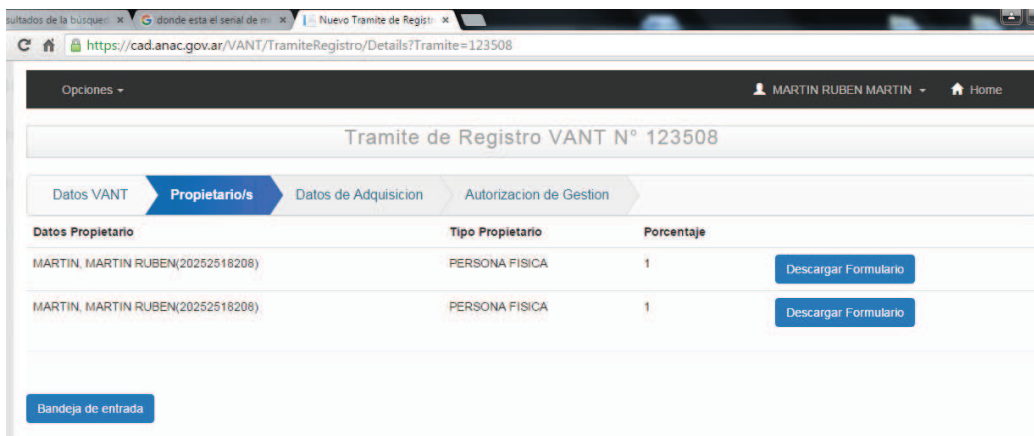 sultados de la búsqued G donde esta el serial de mi Nuevo Tramite de Registr
https://cad.anac.gov.ar/VANT/TramiteRegistro/Details?Tramite=123508
Opciones MARTIN RUBEN MARTIN Home
Tramite de Registro VANT N° 123508
Datos VANT Propietario/s Datos de Adquisicion Autorizacion de Gestion
Datos Propietario Tipo Propietario Porcentaje
MARTIN, MARTIN RUBEN(20252518208) PERSONA FISICA 1 Descargar Formulario
MARTIN, MARTIN RUBEN(20252518208) PERSONA FISICA 1 Descargar Formulario
Bandeja de entrada